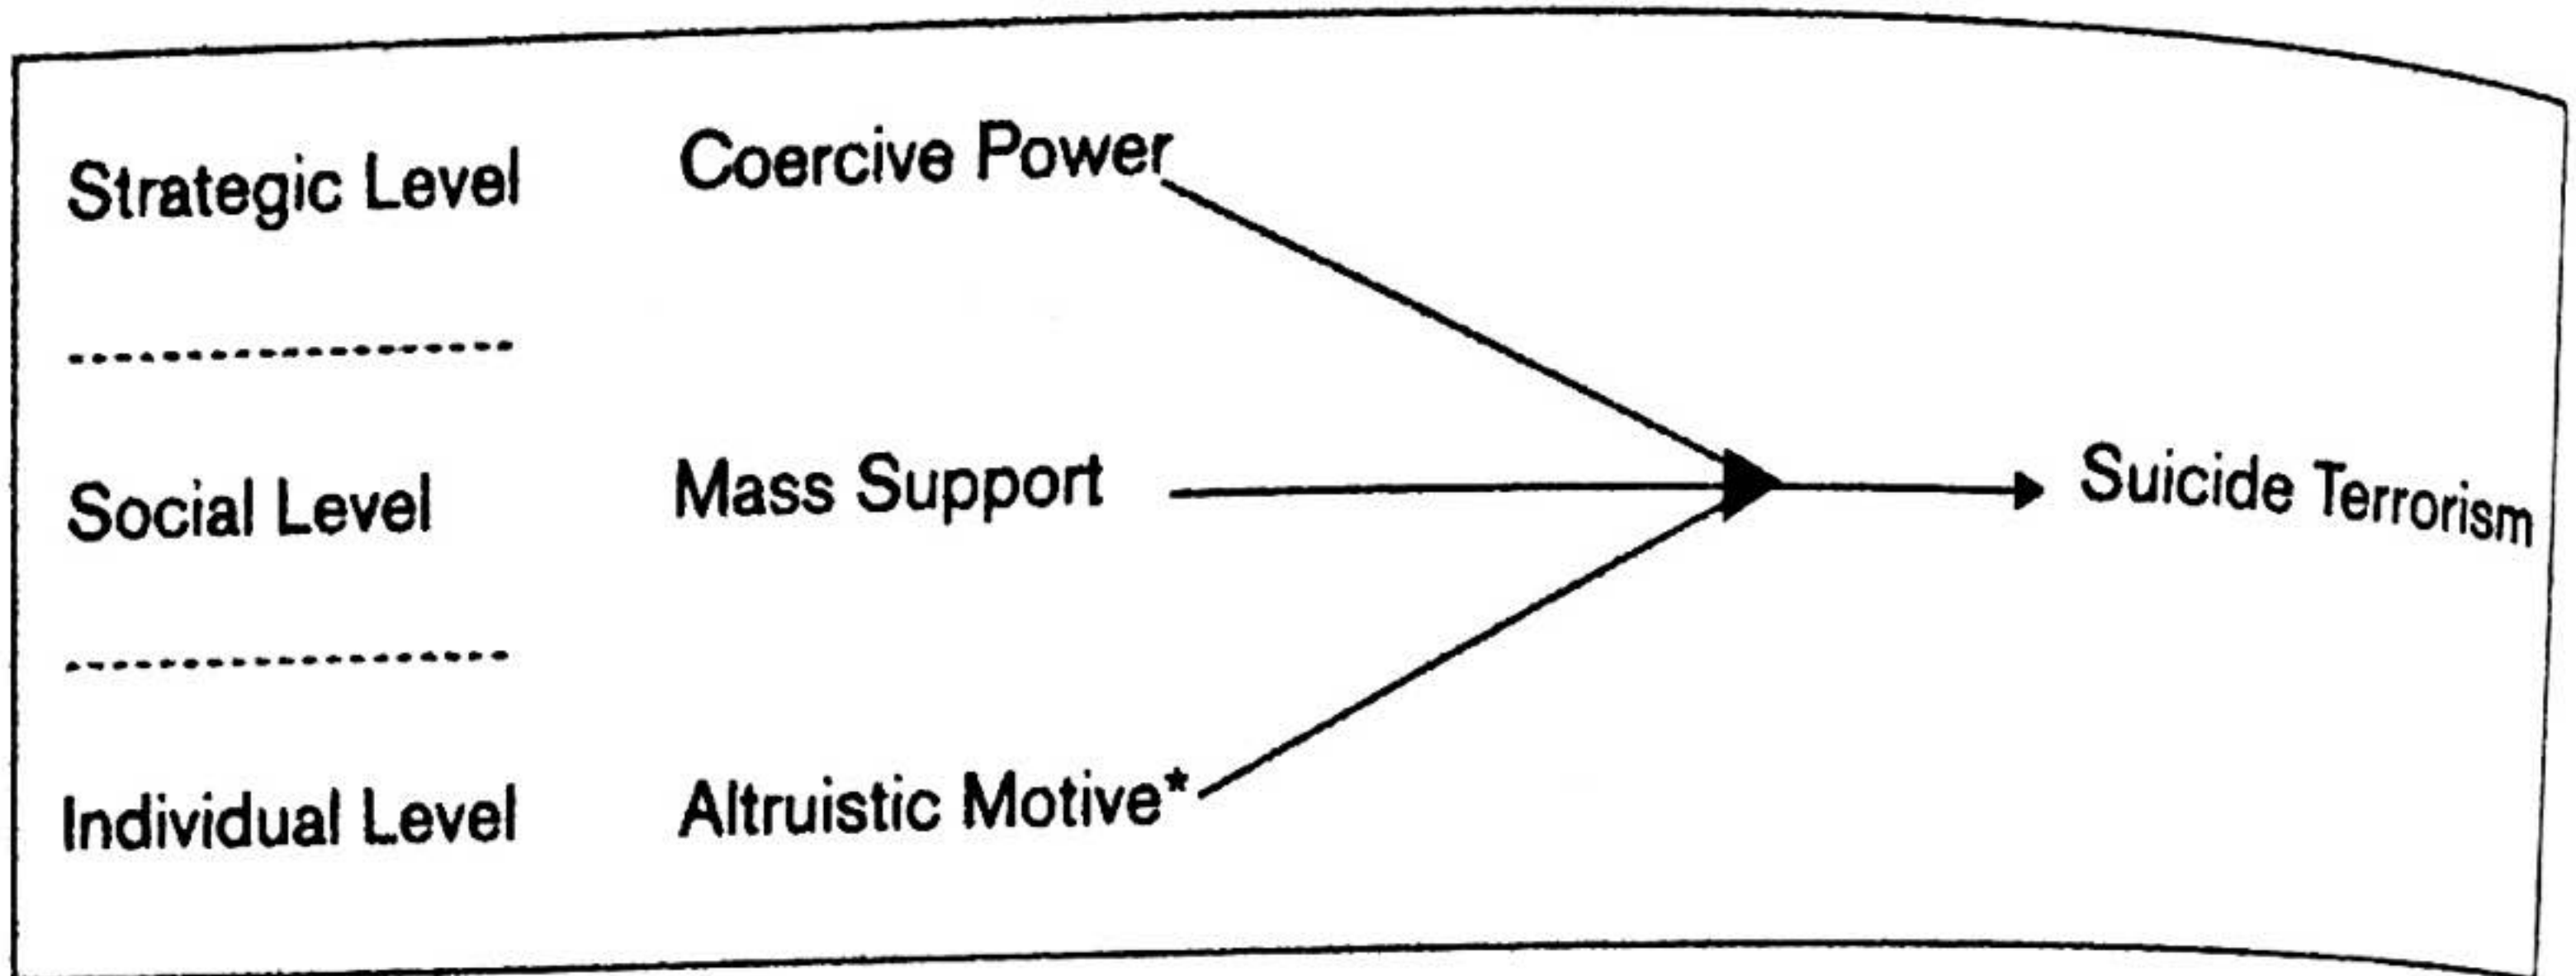 Strategic Level Coercive Power
Social Level Mass Support Suicide Terrorism
Individual Level Altruistic Motive*